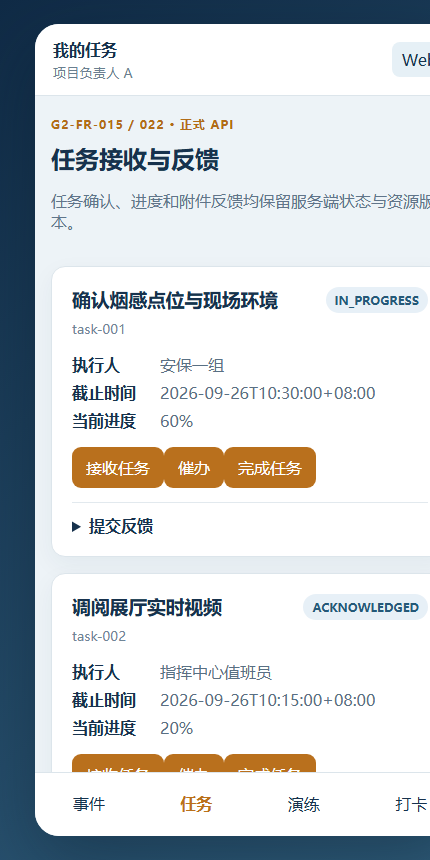 我的任务
项目负责人 A
G2-FR-015 / 022 • 正式 API
任务接收与反馈
任务确认、进度和附件反馈均保留服务端状态与资源版
本。
确认烟感点位与现场环境
IN_PROGRESS
task-001
执行人 安保一组
截止时间 2026-09-26T10:30:00+08:00
当前进度 60%
接收任务 催办 完成任务
▶ 提交反馈
调阅展厅实时视频
ACKNOWLEDGED
task-002
执行人 指挥中心值班员
截止时间 2026-09-26T10:15:00+08:00
当前进度 20%
事件 任务 演练 打卡